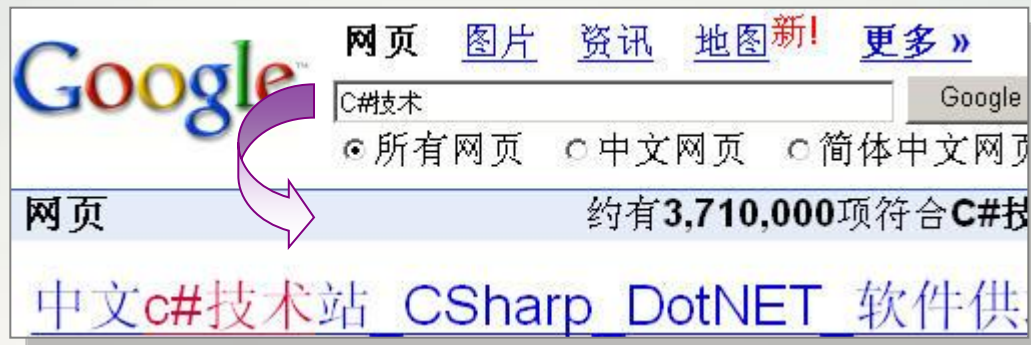 Google™ 网页 图片 资讯 地图新! 更多 »
C#技术 Google
所有网页 中文网页 简体中文网页
网页 约有3,710,000项符合C#技
中文c#技术站_CSharp_DotNET_软件供